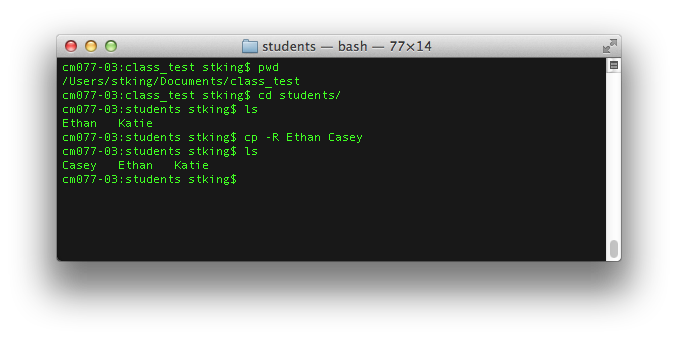 students — bash — 77×14
cm077-03:class_test stking$ pwd
/Users/stking/Documents/class_test
cm077-03:class_test stking$ cd students/
cm077-03:students stking$ ls
Ethan   Katie
cm077-03:students stking$ cp -R Ethan Casey
cm077-03:students stking$ ls
Casey   Ethan   Katie
cm077-03:students stking$